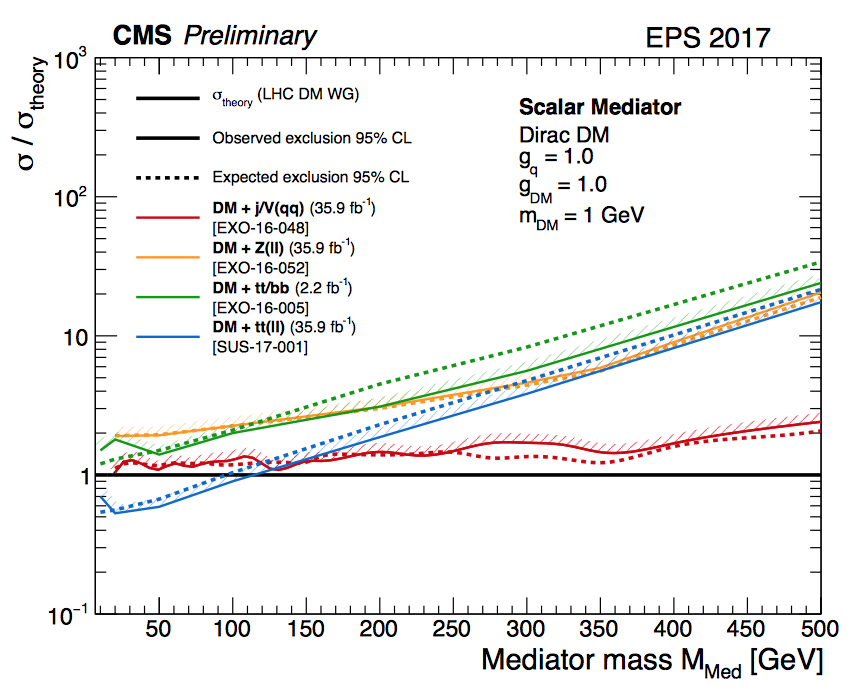 CMS Preliminary
EPS 2017
σ / σtheory
10³
10²
10
1
10⁻¹
σtheory (LHC DM WG)
Observed exclusion 95% CL
Expected exclusion 95% CL
DM + j/V(qq) (35.9 fb⁻¹)
[EXO-16-048]
DM + Z(ll) (35.9 fb⁻¹)
[EXO-16-052]
DM + tt/bb (2.2 fb⁻¹)
[EXO-16-005]
DM + tt(ll) (35.9 fb⁻¹)
[SUS-17-001]
Scalar Mediator
Dirac DM
gq = 1.0
gDM = 1.0
mDM = 1 GeV
50 100 150 200 250 300 350 400 450 500
Mediator mass MMed [GeV]